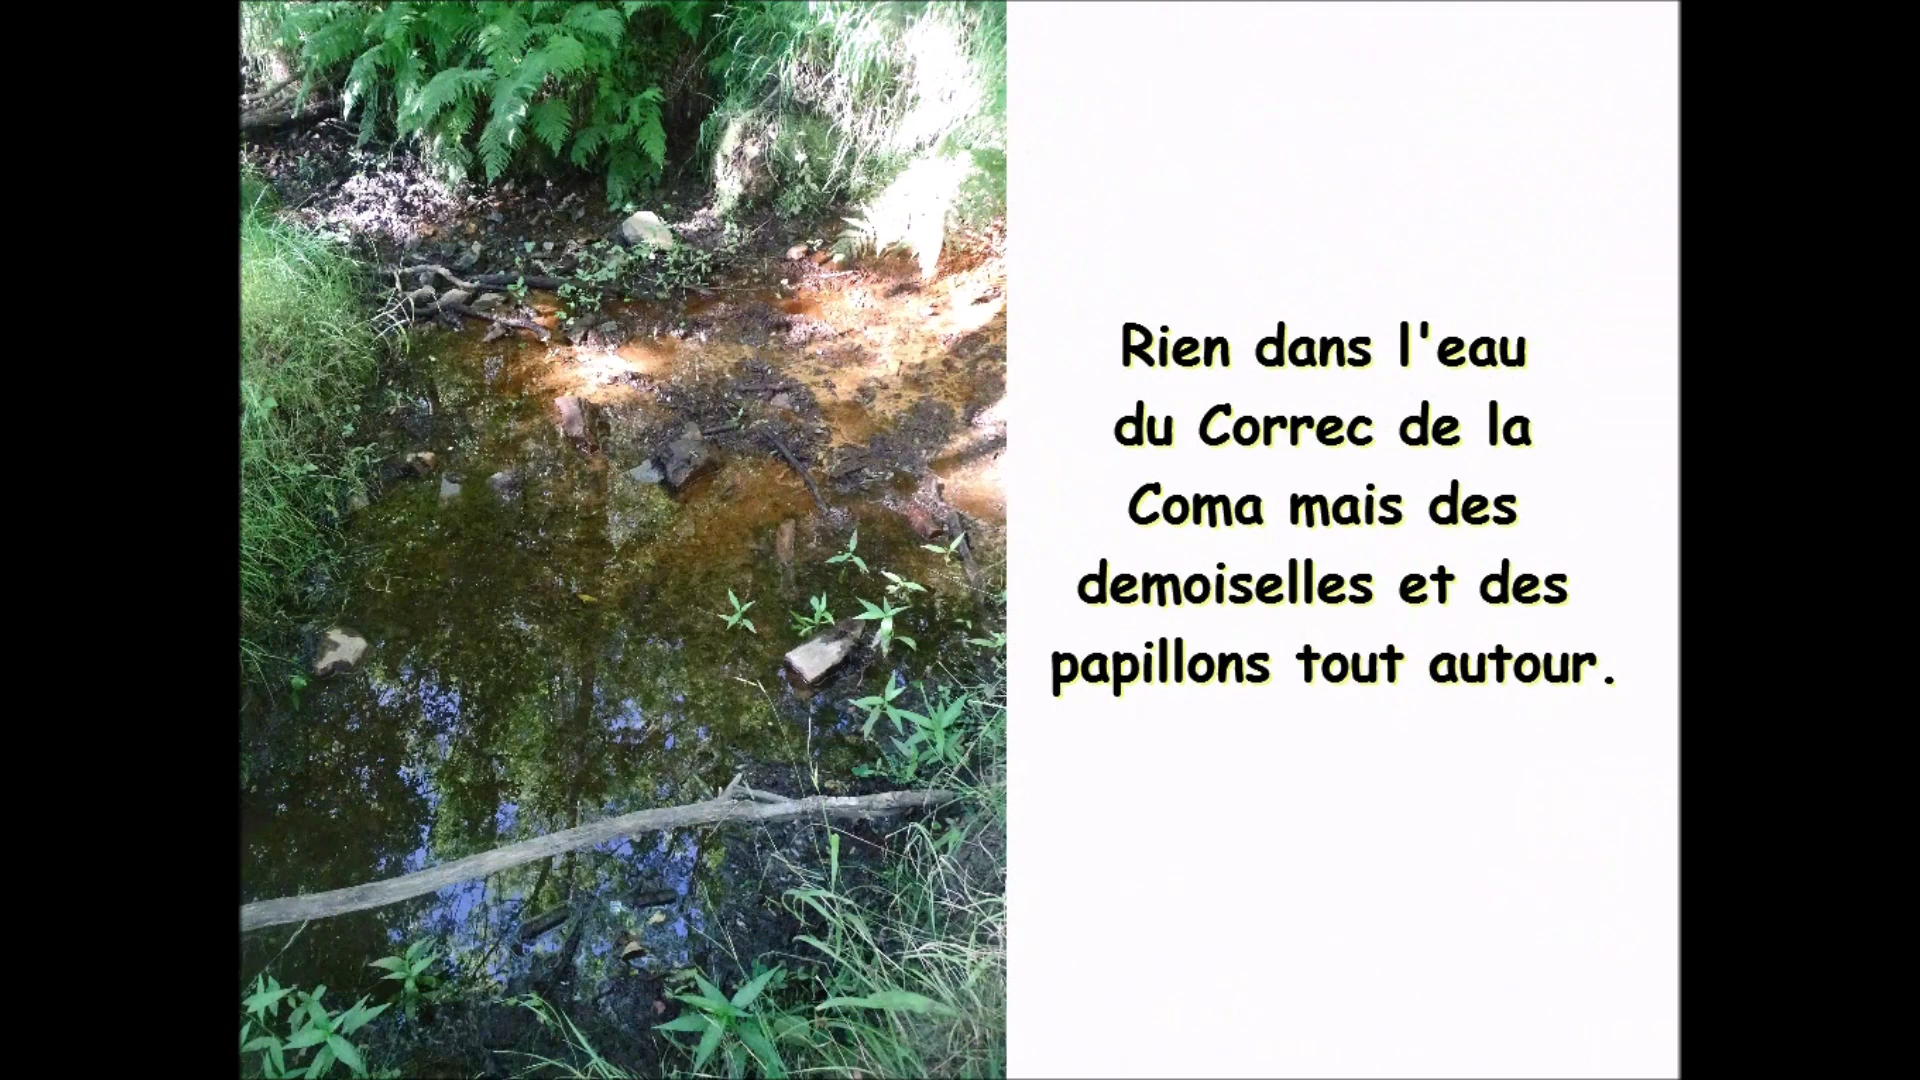 Rien dans l'eau
du Correc de la
Coma mais des
demoiselles et des
papillons tout autour.